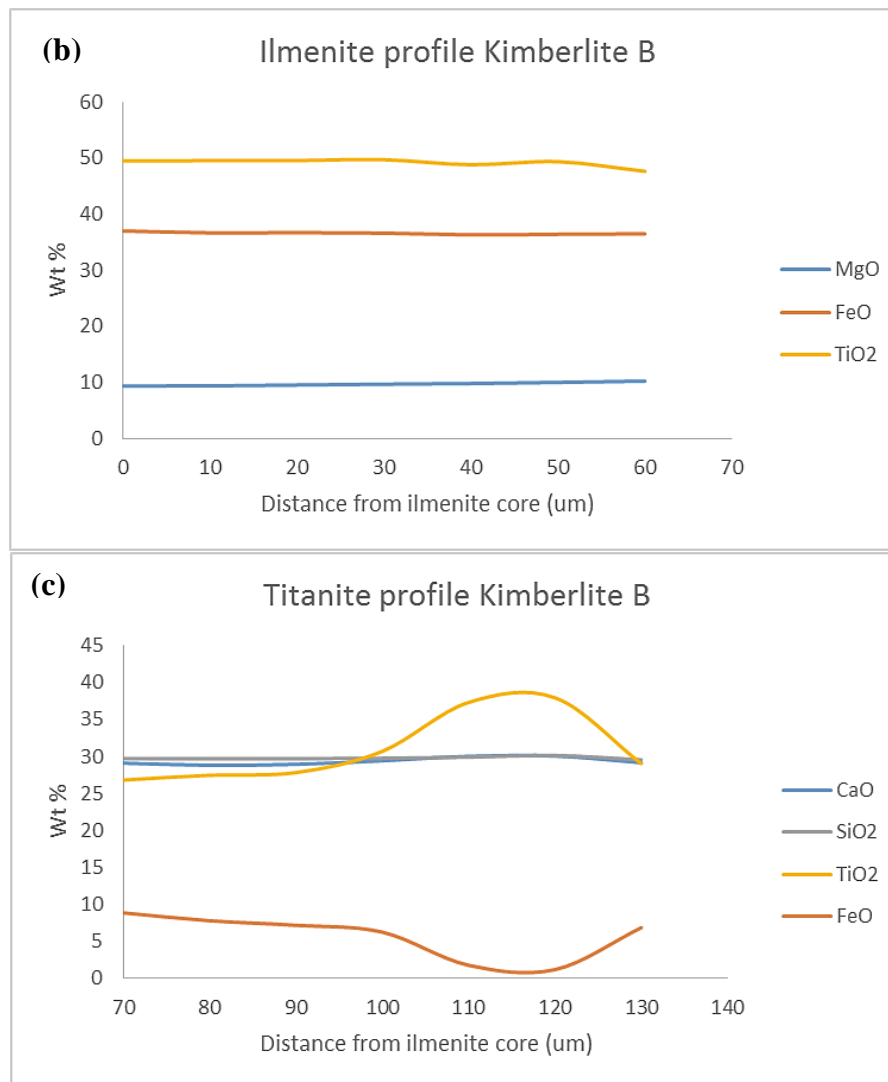 (b)
Ilmenite profile Kimberlite B
60
50
40
30
20
10
0
Wt %
0 10 20 30 40 50 60 70
Distance from ilmenite core (um)
MgO
FeO
TiO2
(c)
Titanite profile Kimberlite B
45
40
35
30
25
20
15
10
5
0
Wt %
70 80 90 100 110 120 130 140
Distance from ilmenite core (um)
CaO
SiO2
TiO2
FeO